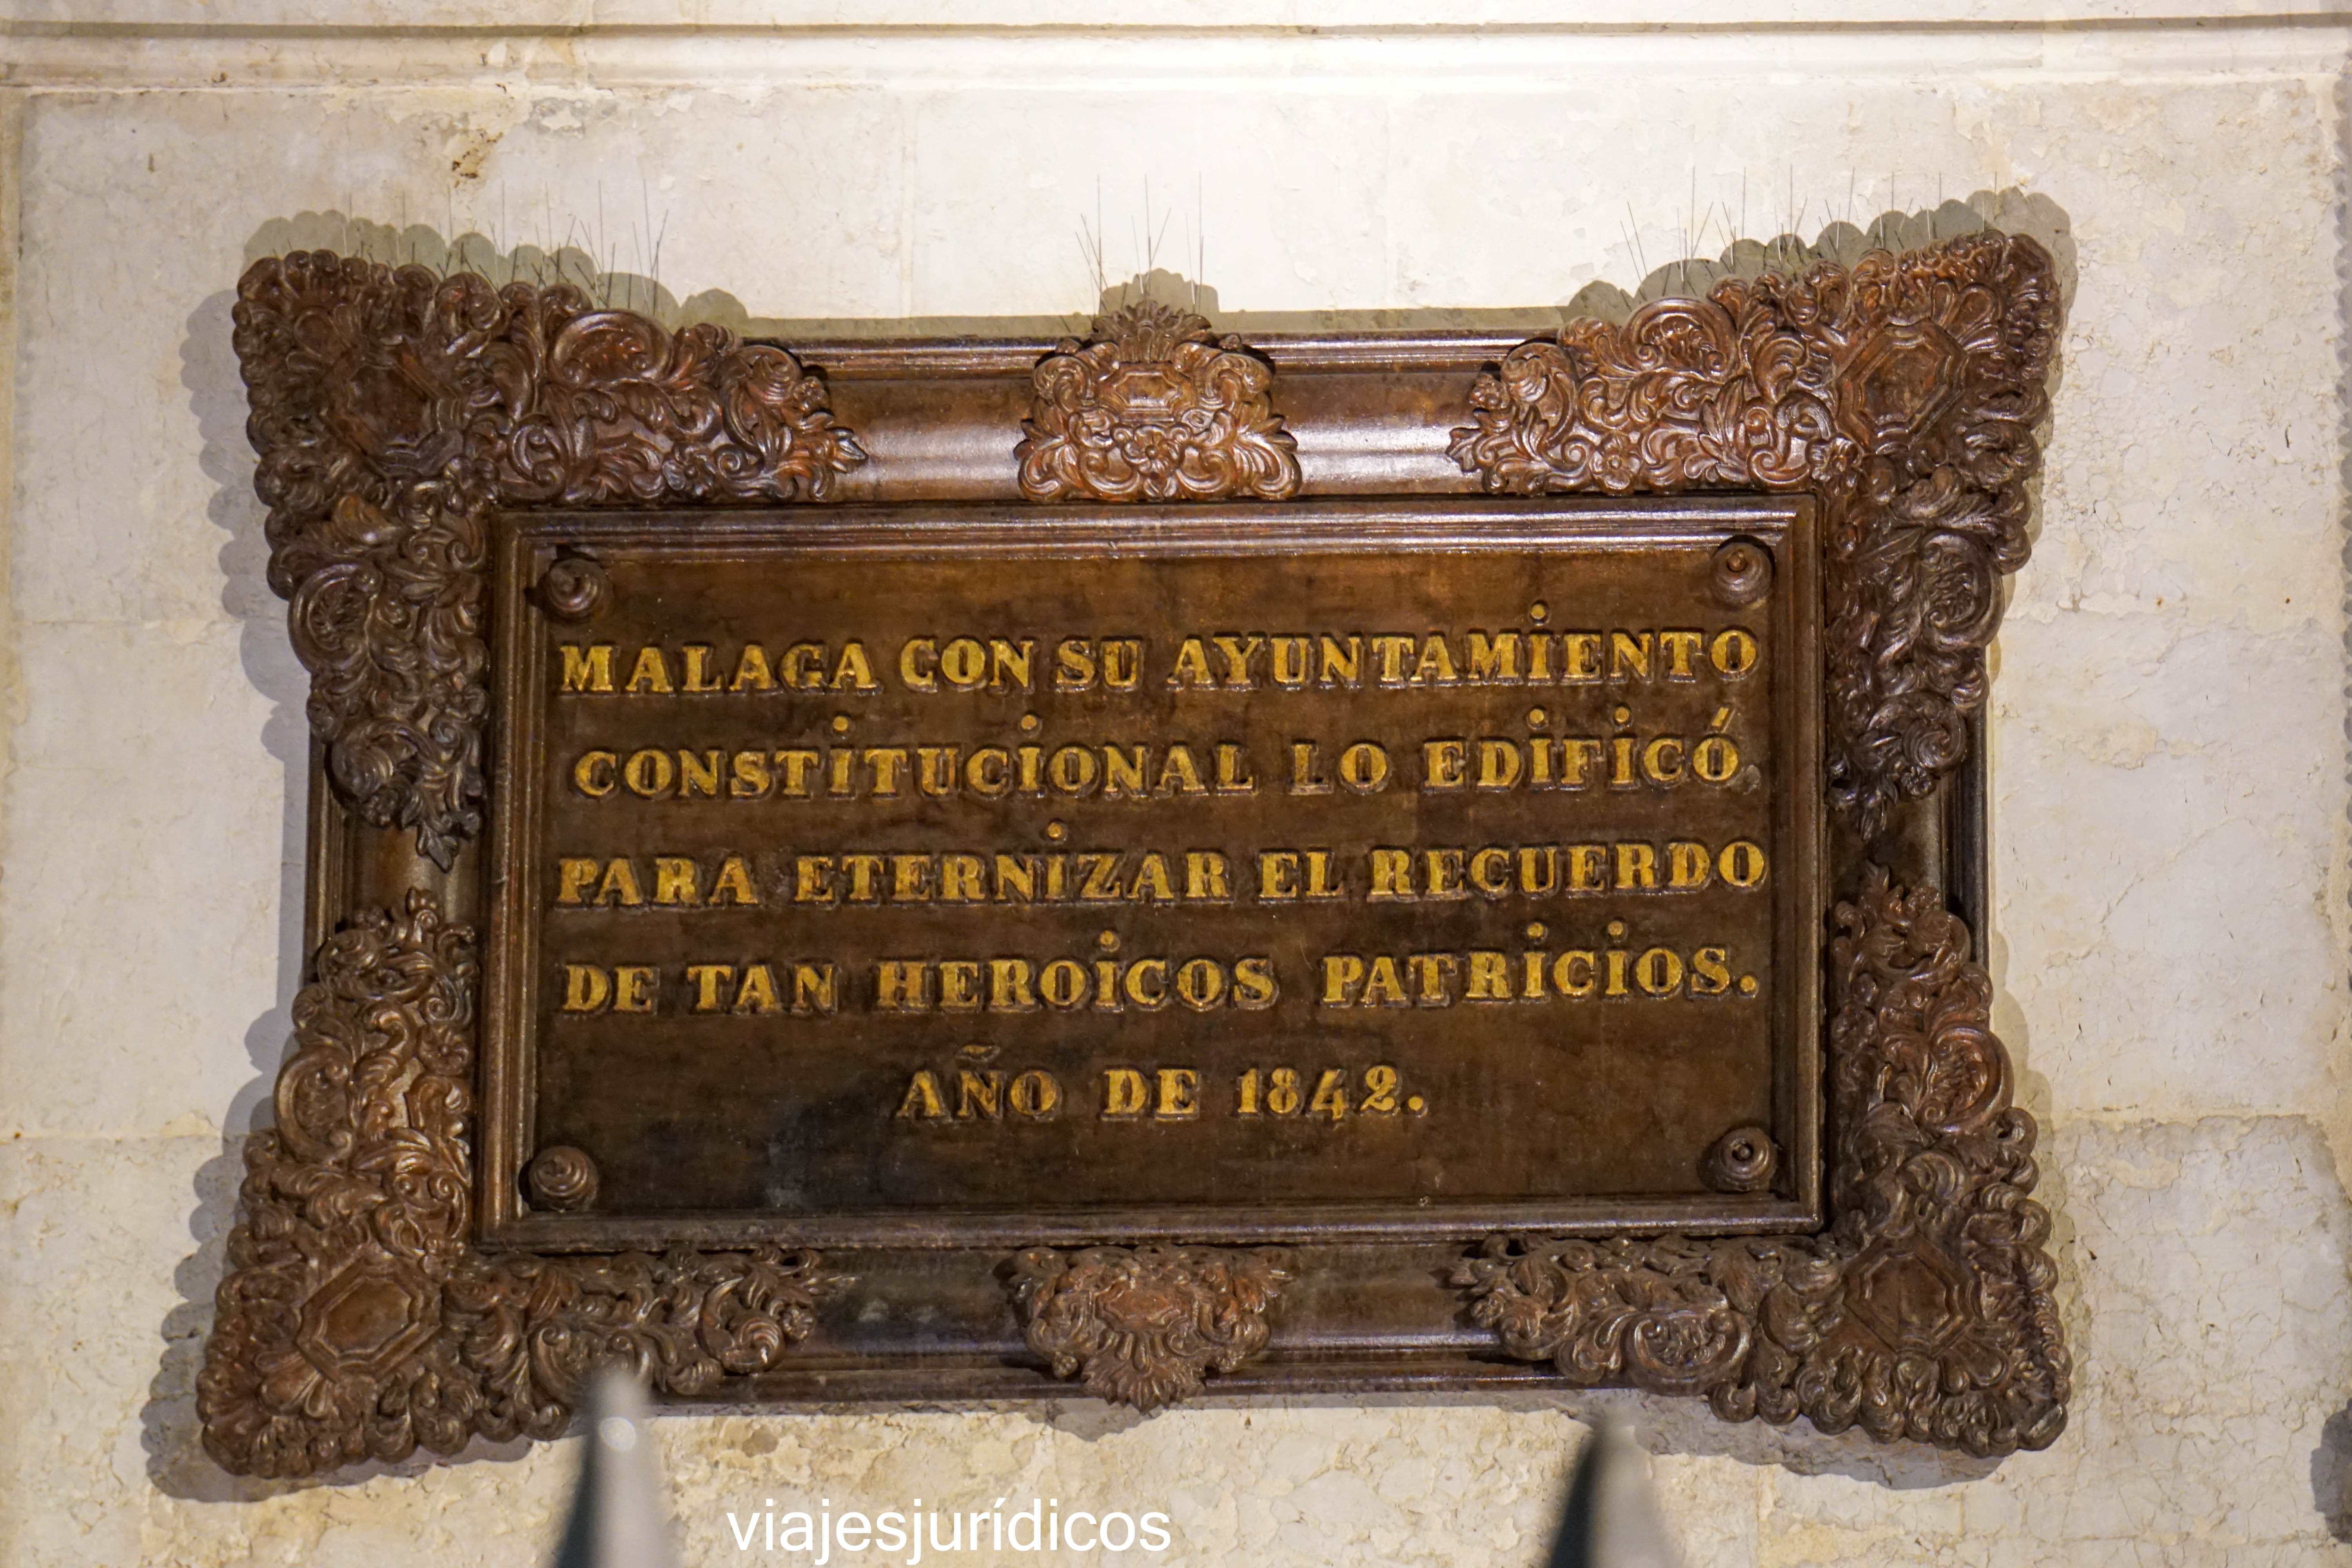 MALAGA CON SU AYUNTAMiENTO
CONSTiTUCiONAL LO EDiFiCÓ.
PARA ETERNiZAR EL RECUERDO
DE TAN HEROiCOS PATRiCiOS.
AÑO DE 1842.
viajesjurídicos